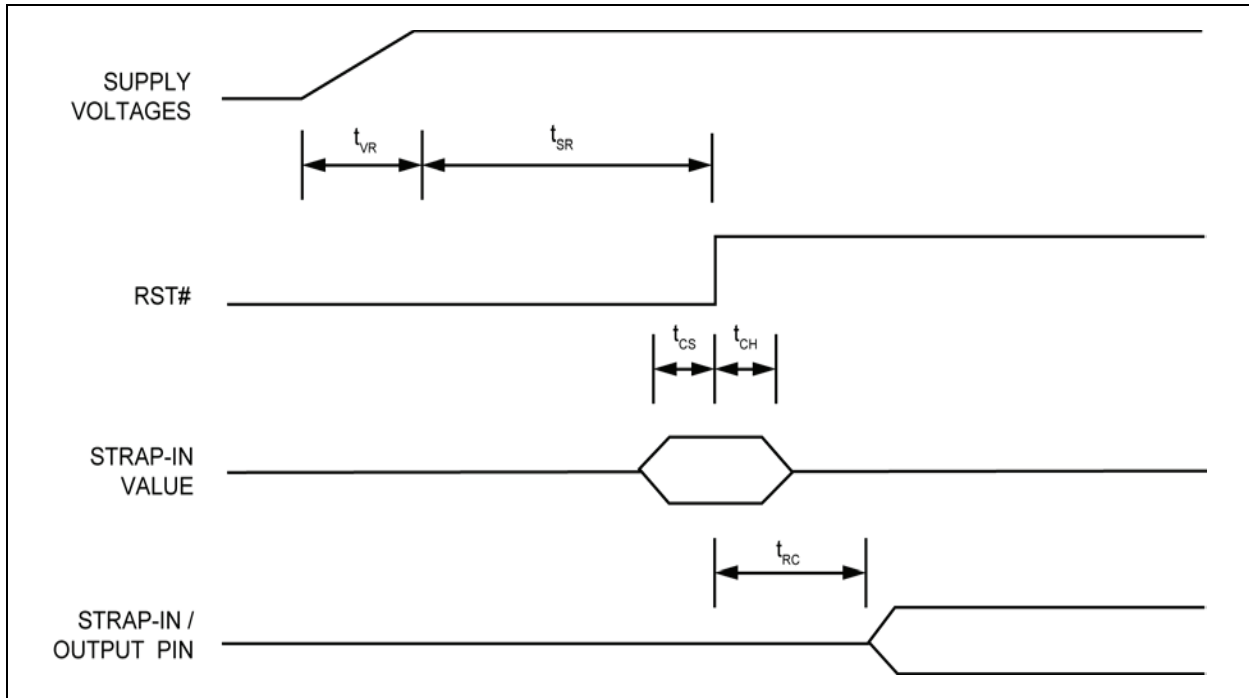 SUPPLY
VOLTAGES
tVR
tSR
RST#
tCS
tCH
STRAP-IN
VALUE
tRC
STRAP-IN /
OUTPUT PIN